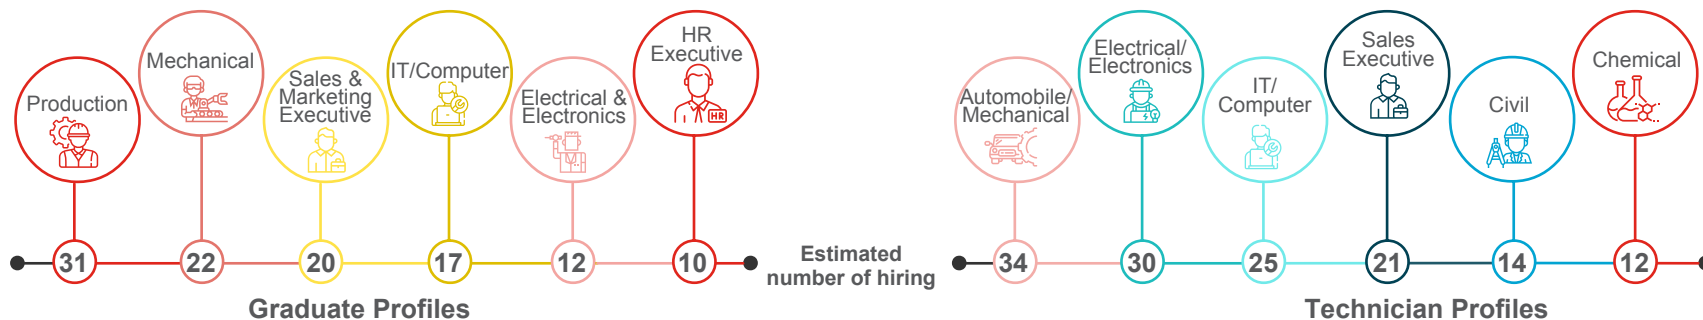 Production
Mechanical
Sales &
Marketing
Executive
IT/Computer
Electrical &
Electronics
HR
Executive
HR
31
22
20
17
12
10
Graduate Profiles
Estimated
number of hiring
Automobile/
Mechanical
Electrical/
Electronics
IT/
Computer
Sales
Executive
Civil
Chemical
34
30
25
21
14
12
Technician Profiles